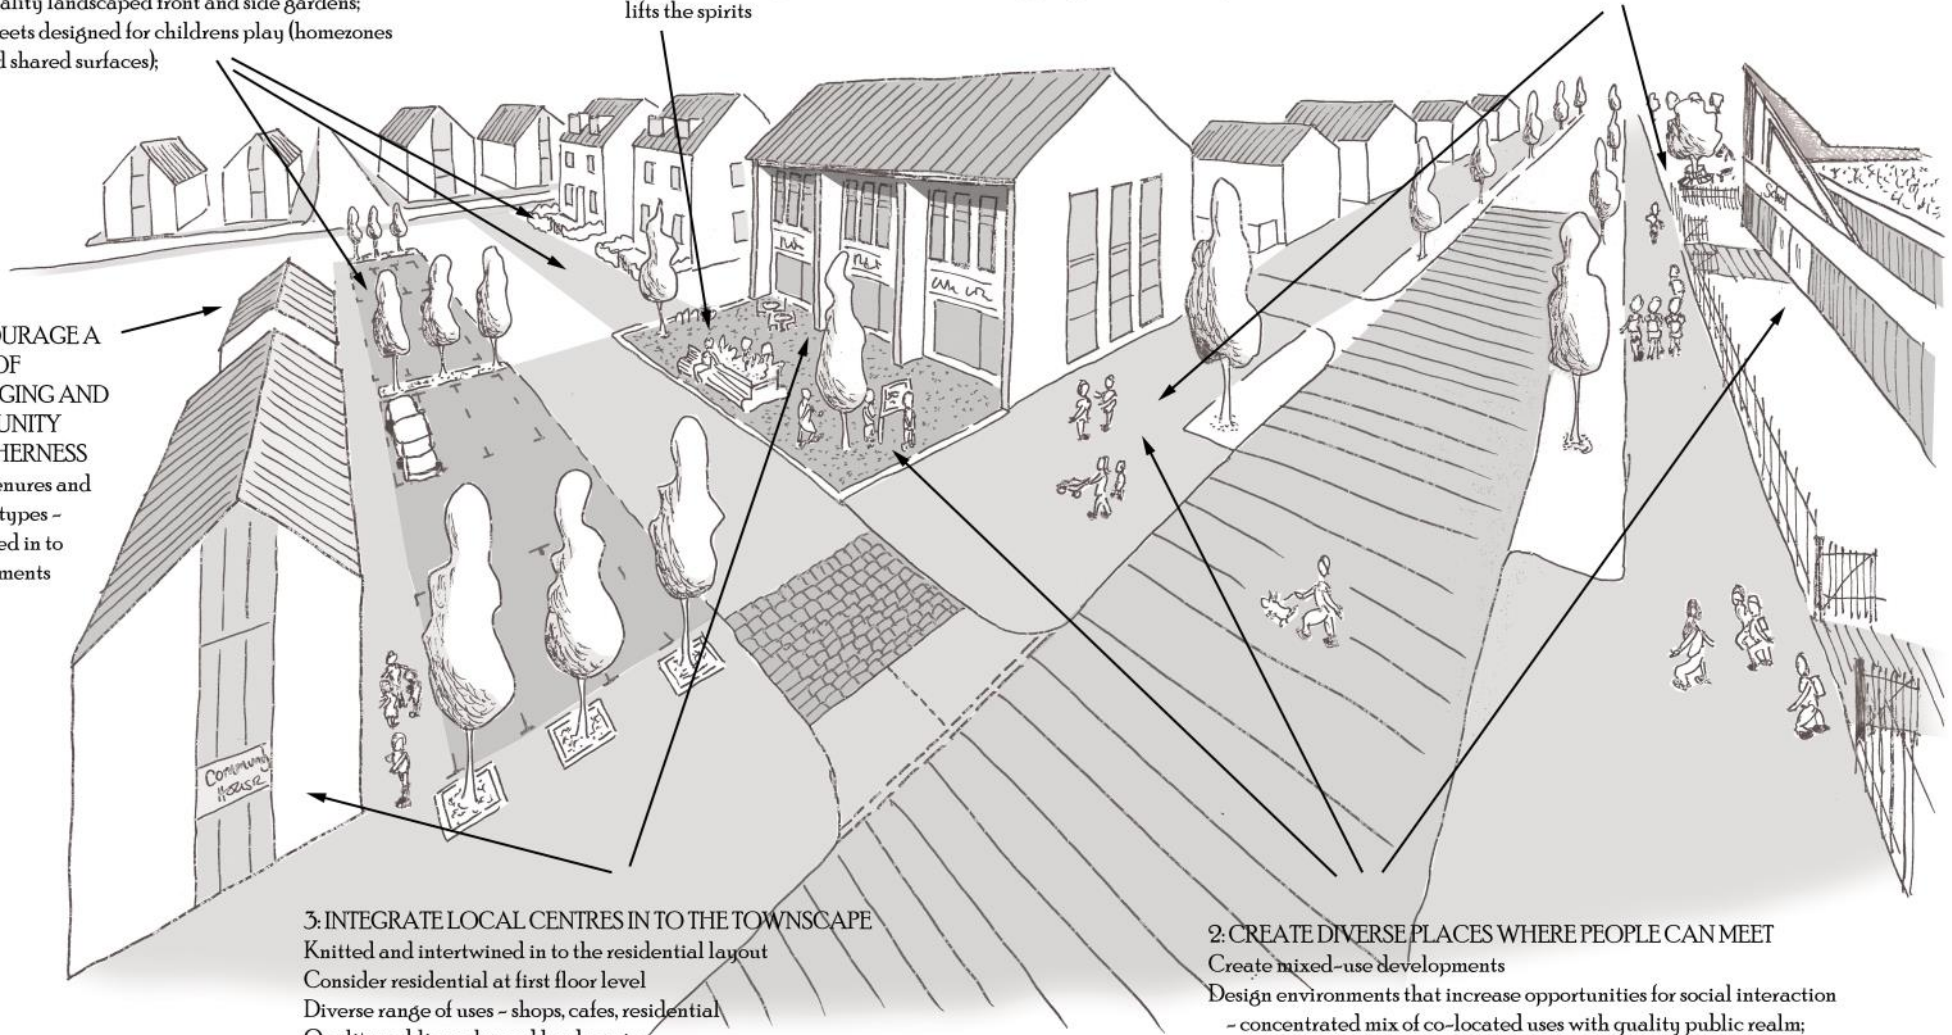 ality landscaped front and side gardens;
eets designed for childrens play (homezones
d shared surfaces);
lifts the spirits
OURAGE A
OF
GING AND
UNITY
HERNESS
enures and
types -
ed in to
ments
School
Community
House
3: INTEGRATE LOCAL CENTRES IN TO THE TOWNSCAPE
Knitted and intertwined in to the residential layout
Consider residential at first floor level
Diverse range of uses - shops, cafes, residential
2: CREATE DIVERSE PLACES WHERE PEOPLE CAN MEET
Create mixed-use developments
Design environments that increase opportunities for social interaction
- concentrated mix of co-located uses with quality public realm;